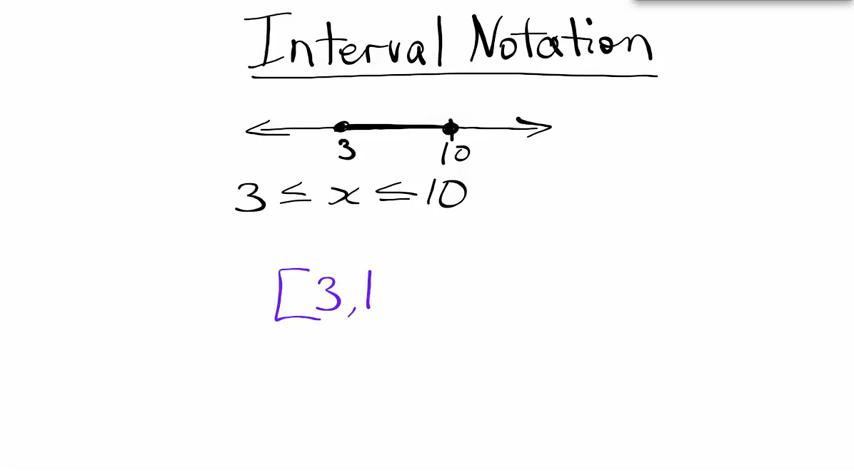 Interval Notation
3 10
3 ≤ x ≤ 10
[3,1